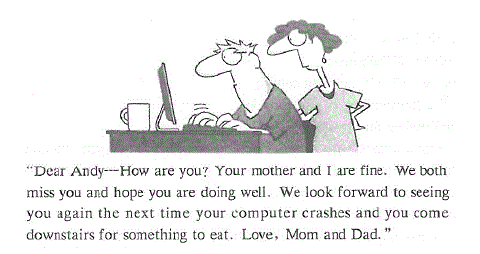 "Dear Andy—How are you? Your mother and I are fine. We both
miss you and hope you are doing well. We look forward to seeing
you again the next time your computer crashes and you come
downstairs for something to eat. Love, Mom and Dad."